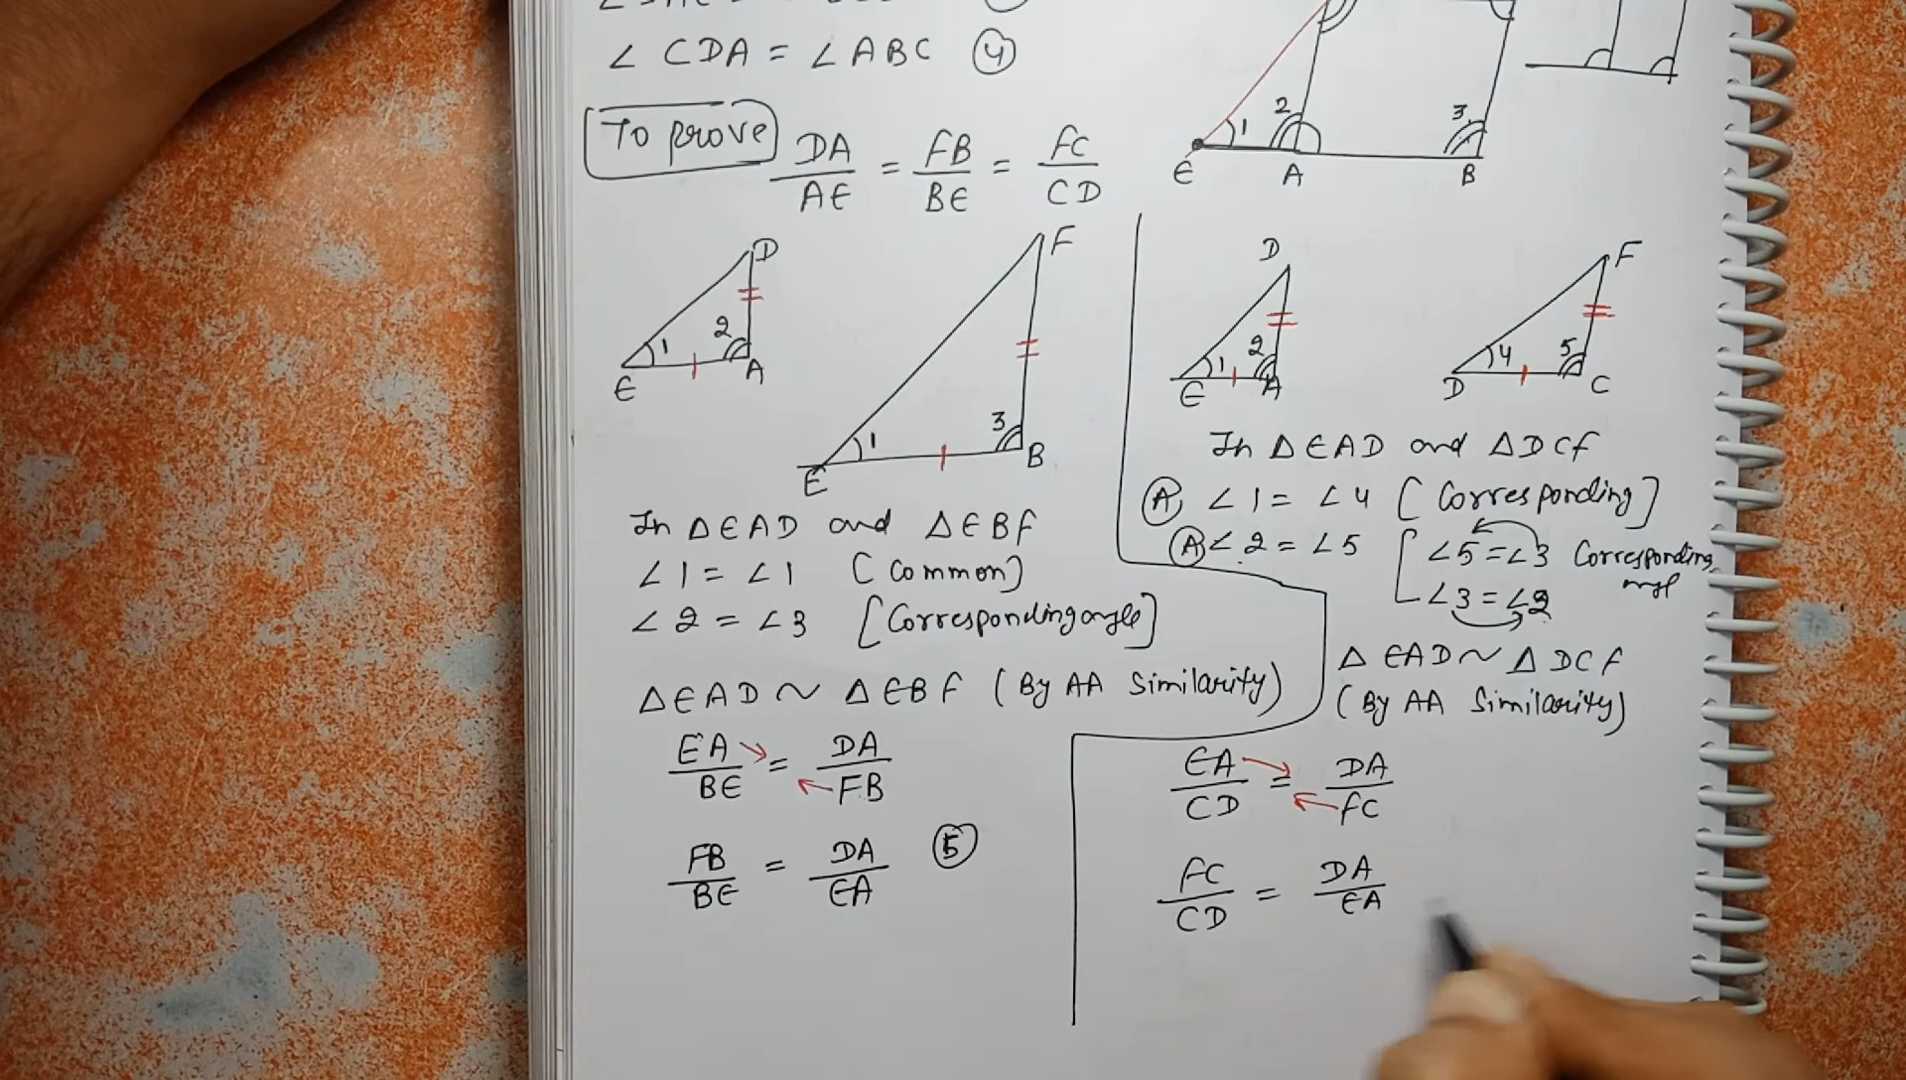 ∠ CDA = ∠ ABC ④
To prove DA/AE = FB/BE = FC/CD
1 2 3
E A B
D
2
1
E A
F
3
1
E B
D
2
1
E A
F
4 5
D C
In ΔEAD and ΔEBF
∠1 = ∠1 (Common)
∠2 = ∠3 [Corresponding angle]
ΔEAD ~ ΔEBF (By AA Similarity)
EA/BE = DA/FB
FB/BE = DA/EA ⑤
In ΔEAD and ΔDCF
Ⓐ ∠1 = ∠4 [Corresponding]
Ⓐ ∠2 = ∠5 [∠5 = ∠3 Corresponding
∠3 = ∠2
Δ EAD ~ Δ DCF
(By AA Similarity)
EA/CD = DA/FC
FC/CD = DA/EA